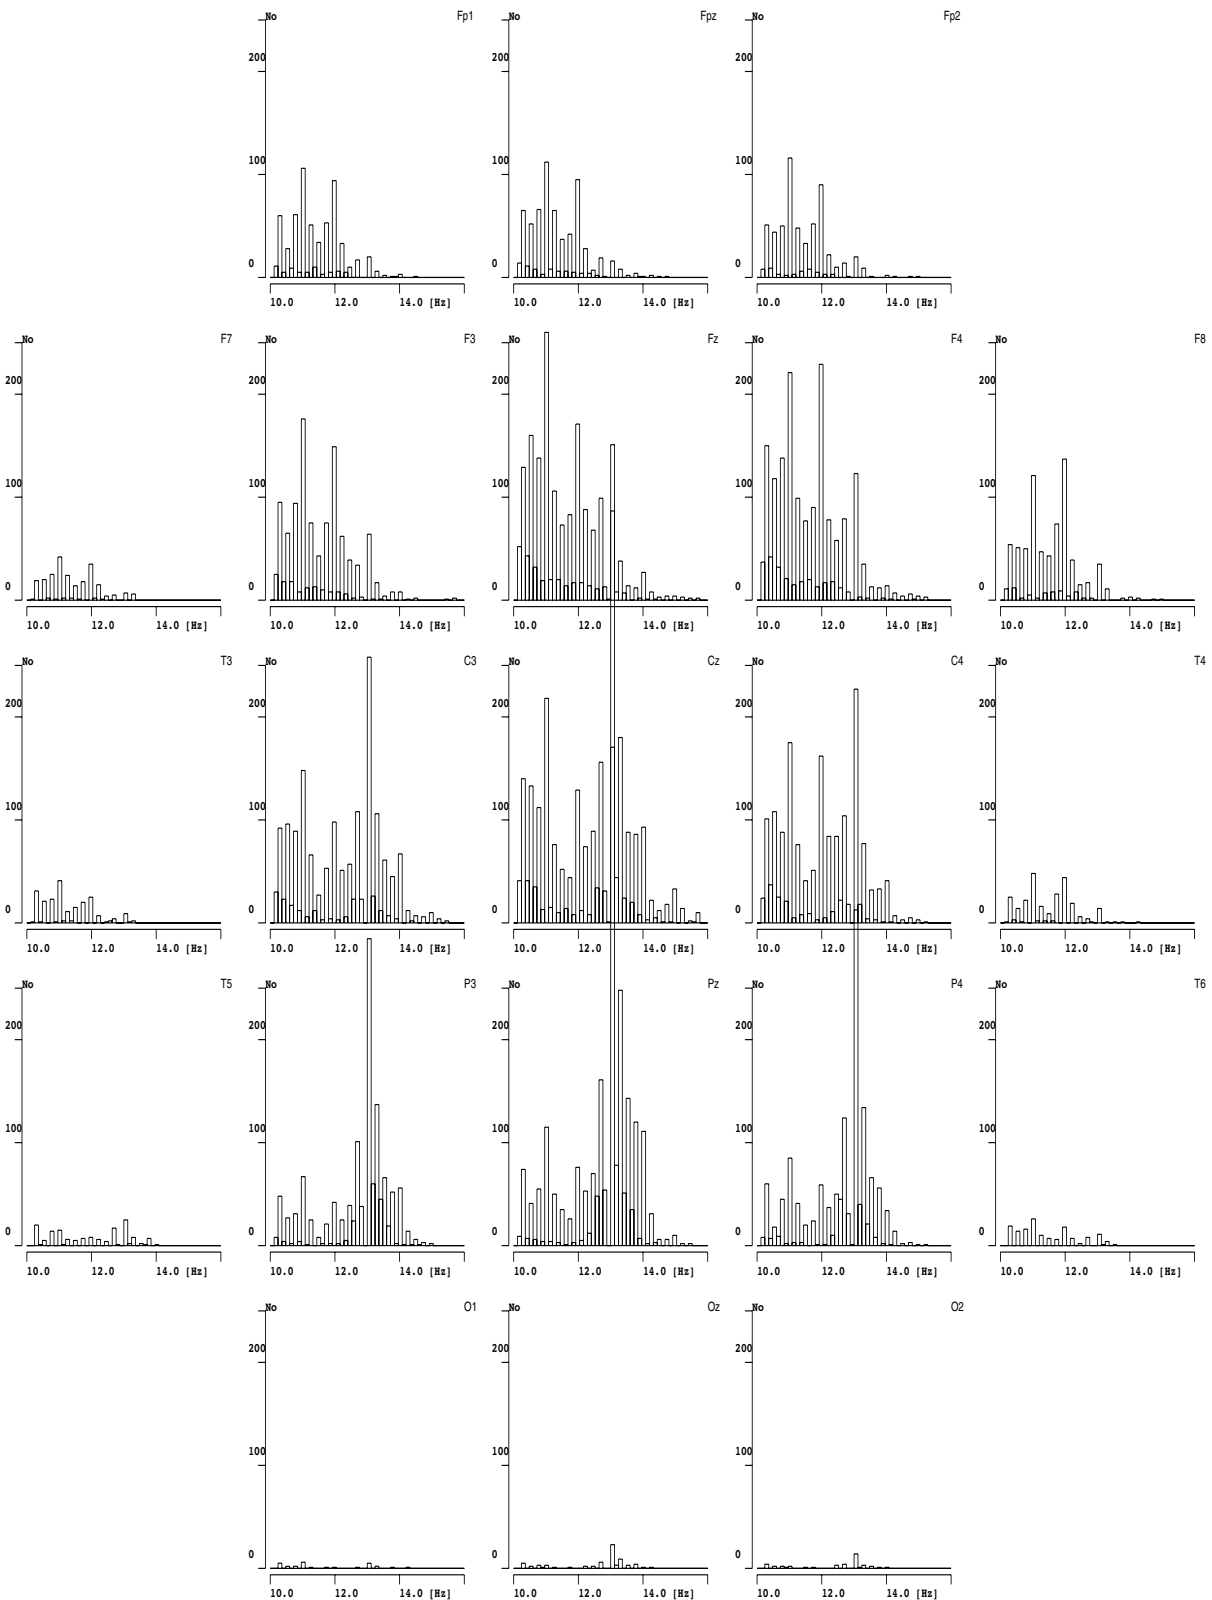 No Fp1 No Fpz No Fp2
200 200 200
100 100 100
0 0 0
10.0 12.0 14.0 [Hz] 10.0 12.0 14.0 [Hz] 10.0 12.0 14.0 [Hz]
No F7 No F3 No Fz No F4 No F8
200 200 200 200 200
100 100 100 100 100
0 0 0 0 0
10.0 12.0 14.0 [Hz] 10.0 12.0 14.0 [Hz] 10.0 12.0 14.0 [Hz] 10.0 12.0 14.0 [Hz] 10.0 12.0 14.0 [Hz]
No T3 No C3 No Cz No C4 No T4
200 200 200 200 200
100 100 100 100 100
0 0 0 0 0
10.0 12.0 14.0 [Hz] 10.0 12.0 14.0 [Hz] 10.0 12.0 14.0 [Hz] 10.0 12.0 14.0 [Hz] 10.0 12.0 14.0 [Hz]
No T5 No P3 No Pz No P4 No T6
200 200 200 200 200
100 100 100 100 100
0 0 0 0 0
10.0 12.0 14.0 [Hz] 10.0 12.0 14.0 [Hz] 10.0 12.0 14.0 [Hz] 10.0 12.0 14.0 [Hz] 10.0 12.0 14.0 [Hz]
No O1 No Oz No O2
200 200 200
100 100 100
0 0 0
10.0 12.0 14.0 [Hz] 10.0 12.0 14.0 [Hz] 10.0 12.0 14.0 [Hz]